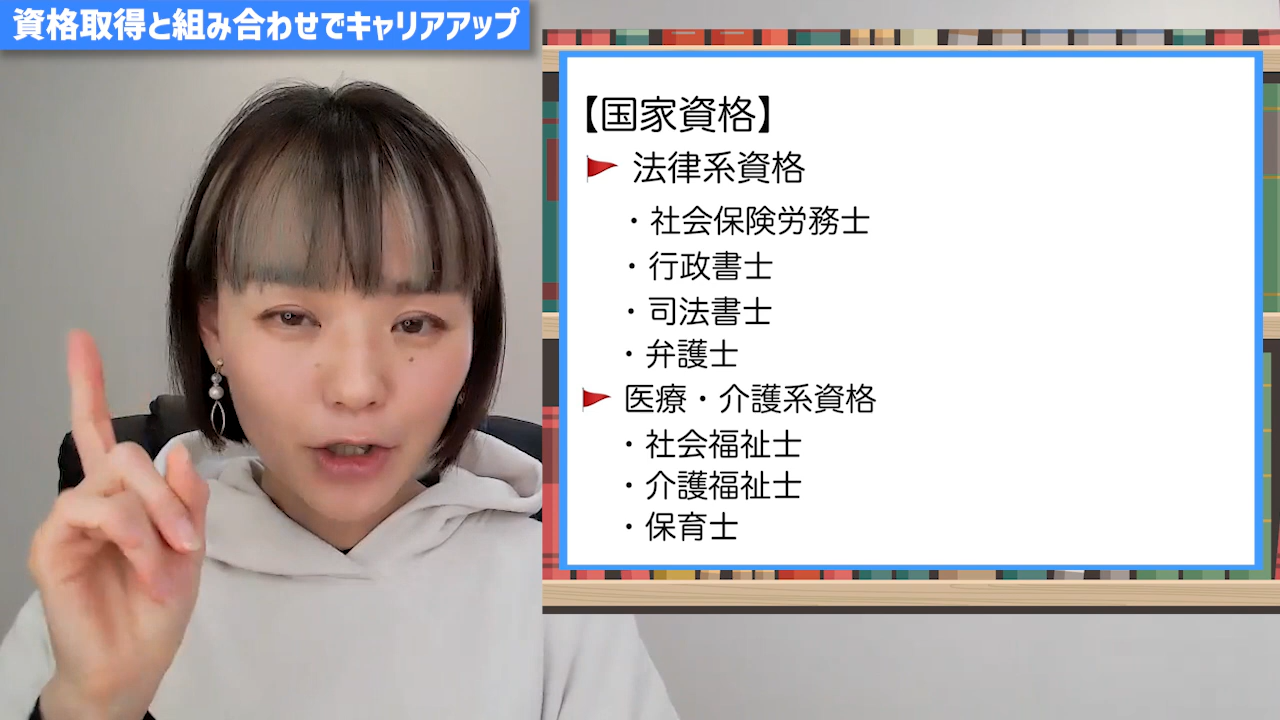 資格取得と組み合わせでキャリアアップ
【国家資格】
法律系資格
・社会保険労務士
・行政書士
・司法書士
・弁護士
医療・介護系資格
・社会福祉士
・介護福祉士
・保育士